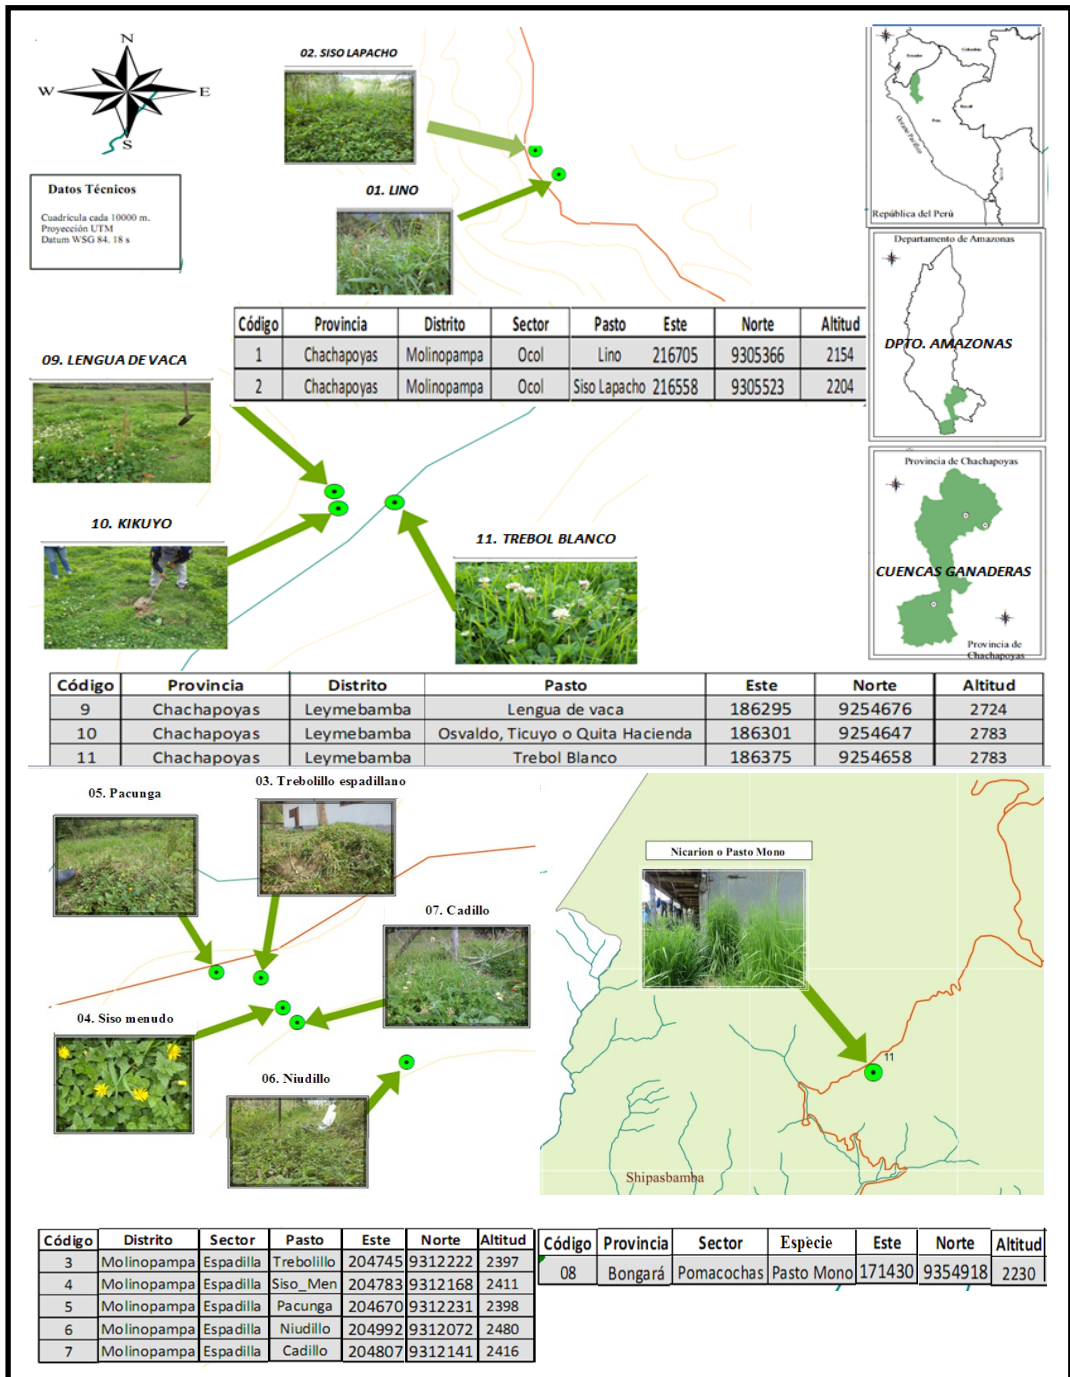 N
W E
S
Datos Técnicos
Cuadrícula cada 10000 m.
Proyección UTM
Datum WSG 84. 18 s
02. SISO LAPACHO
01. LINO
Ecuador
Colombia
Brasil
Perú
Océano Pacífico
República del Perú
Departamento de Amazonas
DPTO. AMAZONAS
Provincia de Chachapoyas
CUENCAS GANADERAS
Provincia de
Chachapoyas
Código Provincia Distrito Sector Pasto Este Norte Altitud
1 Chachapoyas Molinopampa Ocol Lino 216705 9305366 2154
2 Chachapoyas Molinopampa Ocol Siso Lapacho 216558 9305523 2204
09. LENGUA DE VACA
10. KIKUYO
11. TREBOL BLANCO
Código Provincia Distrito Pasto Este Norte Altitud
9 Chachapoyas Leymebamba Lengua de vaca 186295 9254676 2724
10 Chachapoyas Leymebamba Osvaldo, Ticuyo o Quita Hacienda 186301 9254647 2783
11 Chachapoyas Leymebamba Trebol Blanco 186375 9254658 2783
03. Trebolillo espadillano
05. Pacunga
07. Cadillo
04. Siso menudo
06. Niudillo
Nicarion o Pasto Mono
11
Shipasbamba
Código Distrito Sector Pasto Este Norte Altitud
3 Molinopampa Espadilla Trebolillo 204745 9312222 2397
4 Molinopampa Espadilla Siso_Men 204783 9312168 2411
5 Molinopampa Espadilla Pacunga 204670 9312231 2398
6 Molinopampa Espadilla Niudillo 204992 9312072 2480
7 Molinopampa Espadilla Cadillo 204807 9312141 2416
Código Provincia Sector Espècie Este Norte Altitud
08 Bongará Pomacochas Pasto Mono 171430 9354918 2230